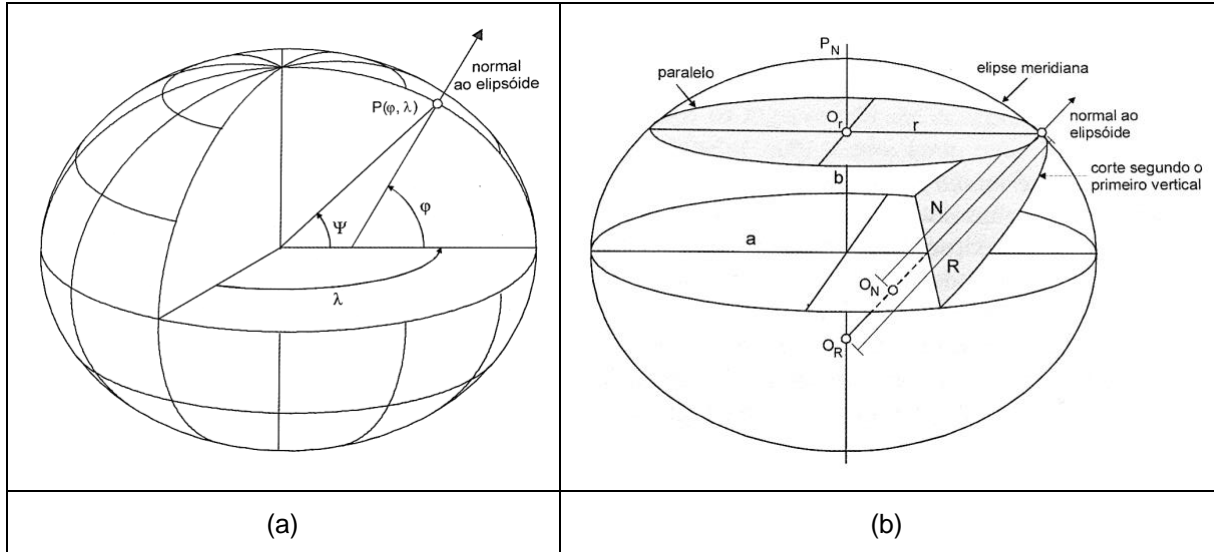 normal
ao elipsóide
P(φ, λ)
Ψ
φ
λ
(a)
P_N
paralelo
elipse meridiana
O_r
r
normal ao
elipsóide
b
corte segundo o
primeiro vertical
N
a
R
O_N
O_R
(b)